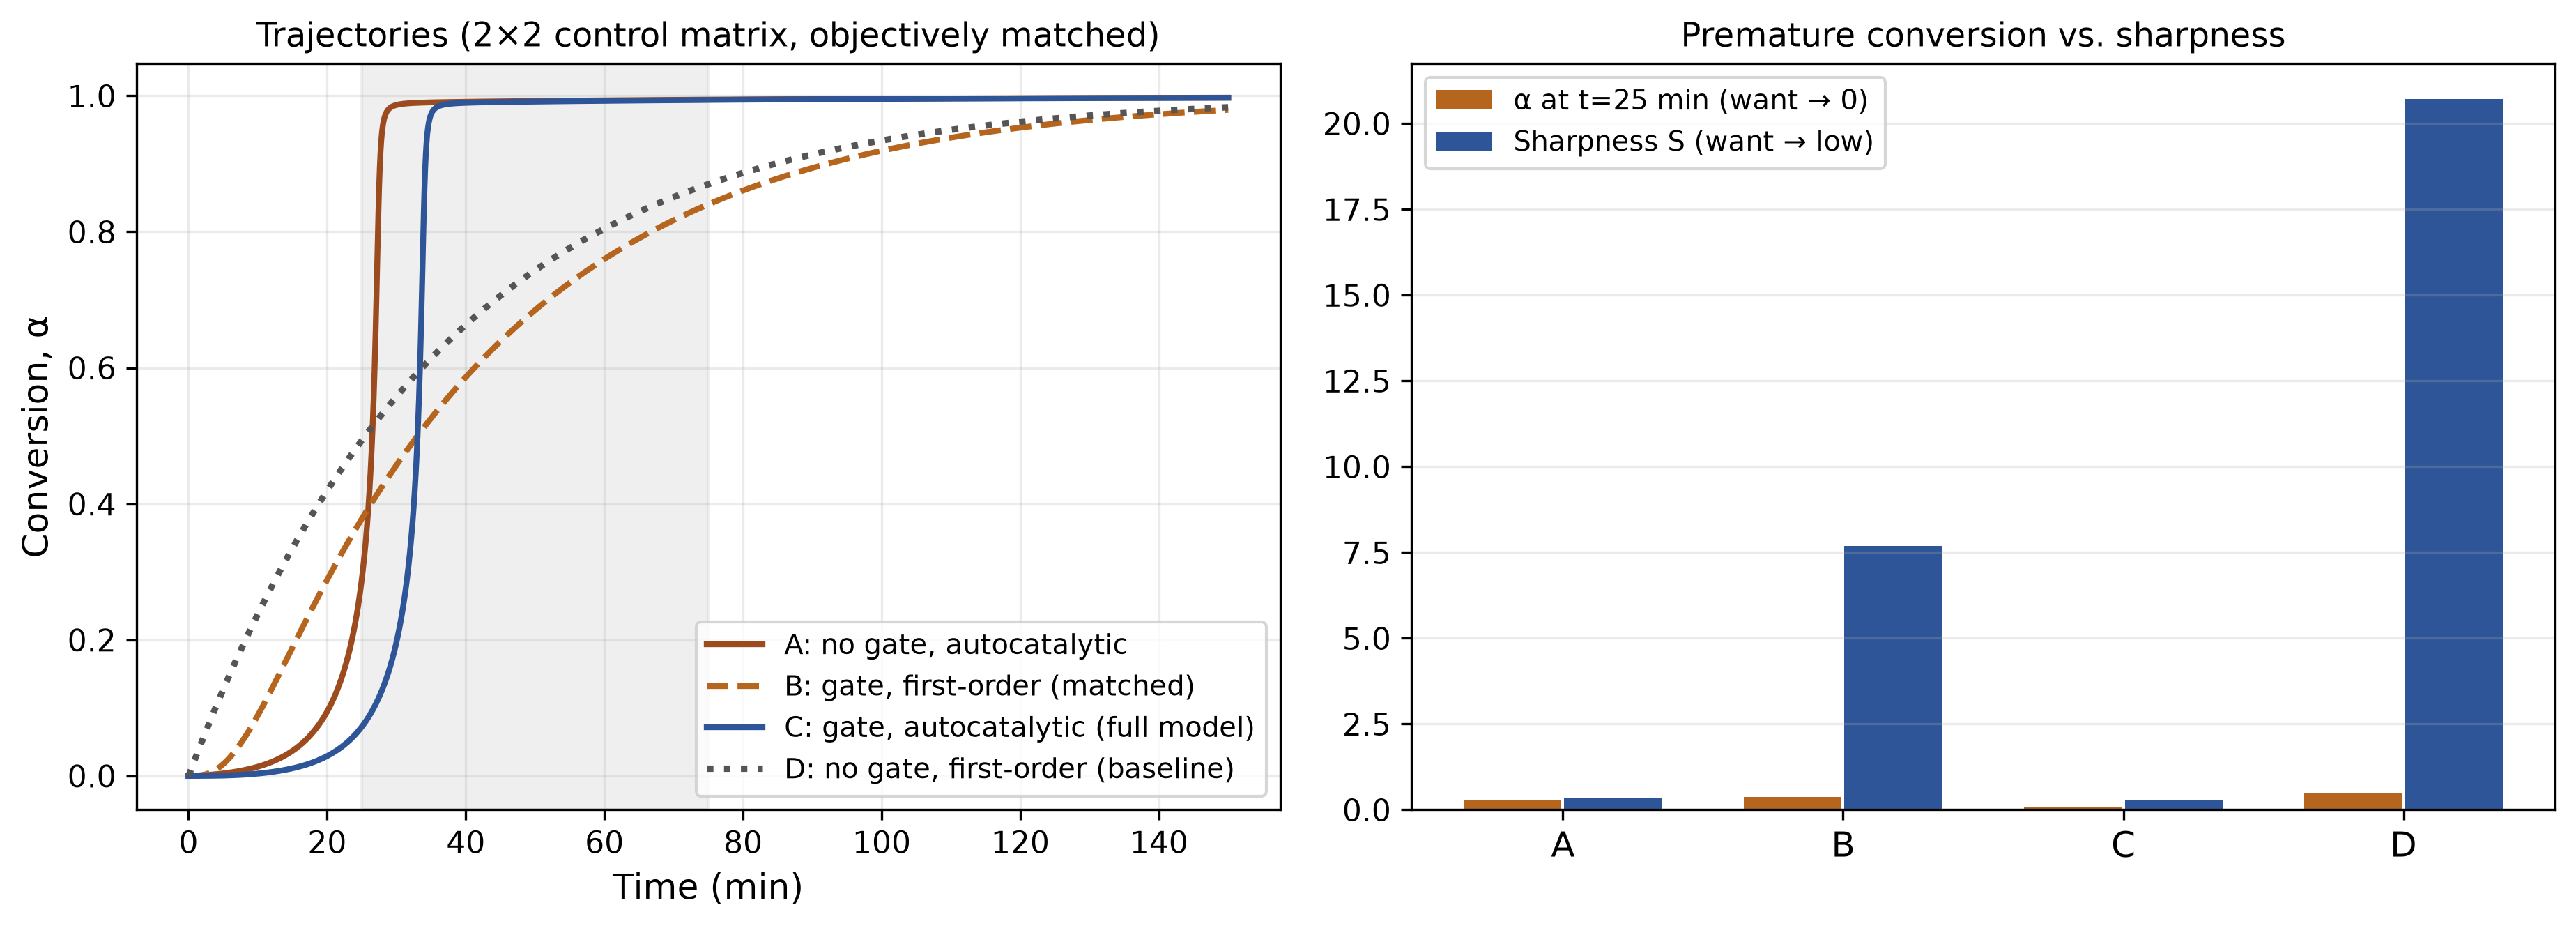 Trajectories (2×2 control matrix, objectively matched)
Conversion, α
1.0
0.8
0.6
0.4
0.2
0.0
0 20 40 60 80 100 120 140
Time (min)
A: no gate, autocatalytic
B: gate, first-order (matched)
C: gate, autocatalytic (full model)
D: no gate, first-order (baseline)
Premature conversion vs. sharpness
α at t=25 min (want → 0)
Sharpness S (want → low)
20.0
17.5
15.0
12.5
10.0
7.5
5.0
2.5
0.0
A B C D